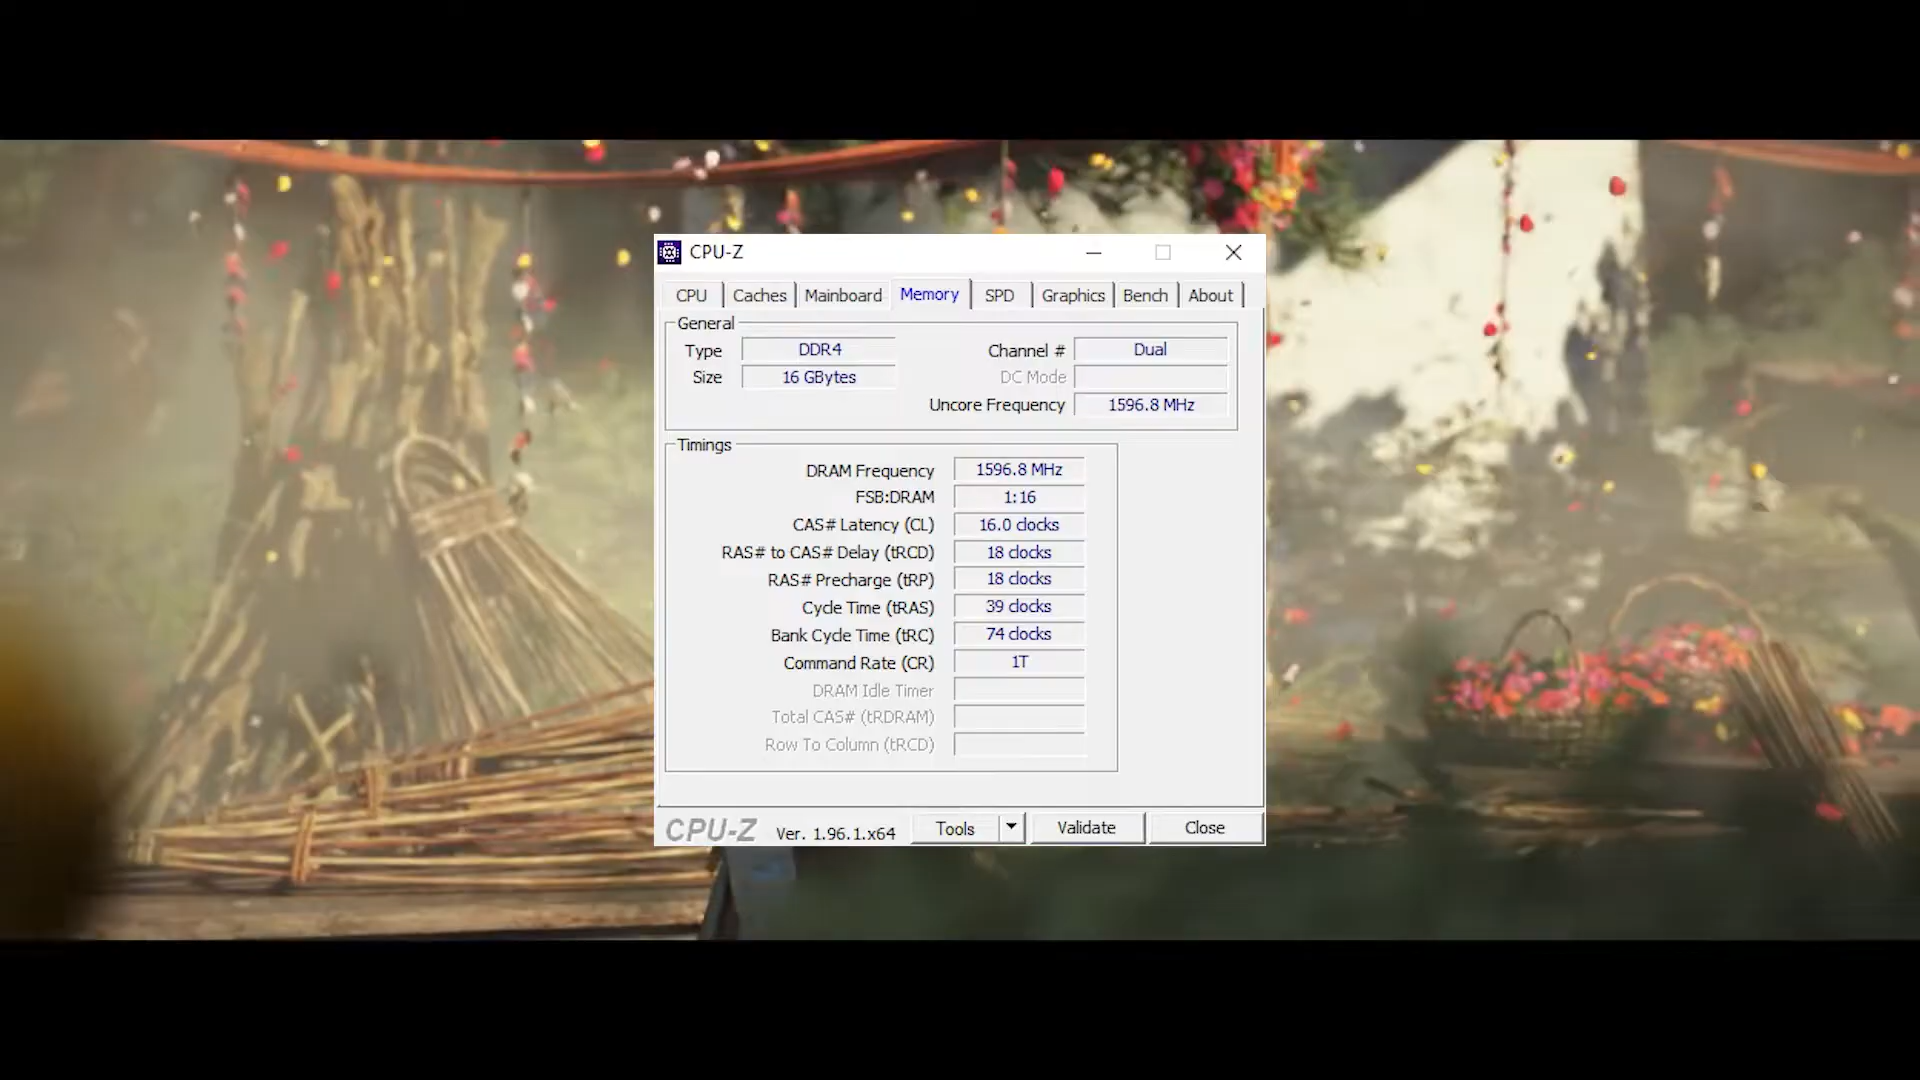 CPU-Z
CPU Caches Mainboard Memory SPD Graphics Bench About
General
Type DDR4 Channel # Dual
Size 16 GBytes DC Mode
Uncore Frequency 1596.8 MHz
Timings
DRAM Frequency 1596.8 MHz
FSB:DRAM 1:16
CAS# Latency (CL) 16.0 clocks
RAS# to CAS# Delay (tRCD) 18 clocks
RAS# Precharge (tRP) 18 clocks
Cycle Time (tRAS) 39 clocks
Bank Cycle Time (tRC) 74 clocks
Command Rate (CR) 1T
DRAM Idle Timer
Total CAS# (tRDRAM)
Row To Column (tRCD)
CPU-Z Ver. 1.96.1.x64 Tools Validate Close